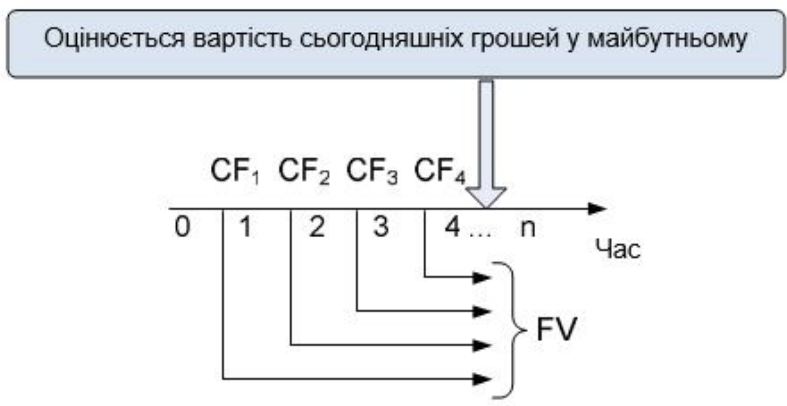 Оцінюється вартість сьогодняшніх грошей у майбутньому
CF₁ CF₂ CF₃ CF₄
0 1 2 3 4 ... n
Час
FV